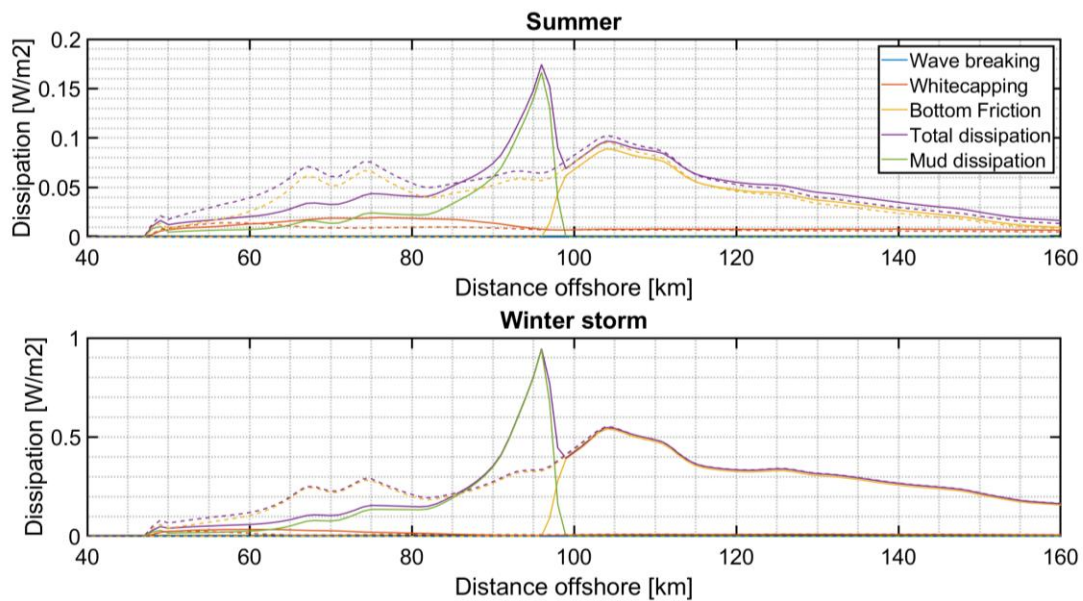 Summer
0.2
0.15
0.1
0.05
0
Dissipation [W/m2]
Wave breaking
Whitecapping
Bottom Friction
Total dissipation
Mud dissipation
40 60 80 100 120 140 160
Distance offshore [km]
Winter storm
1
0.5
0
Dissipation [W/m2]
40 60 80 100 120 140 160
Distance offshore [km]